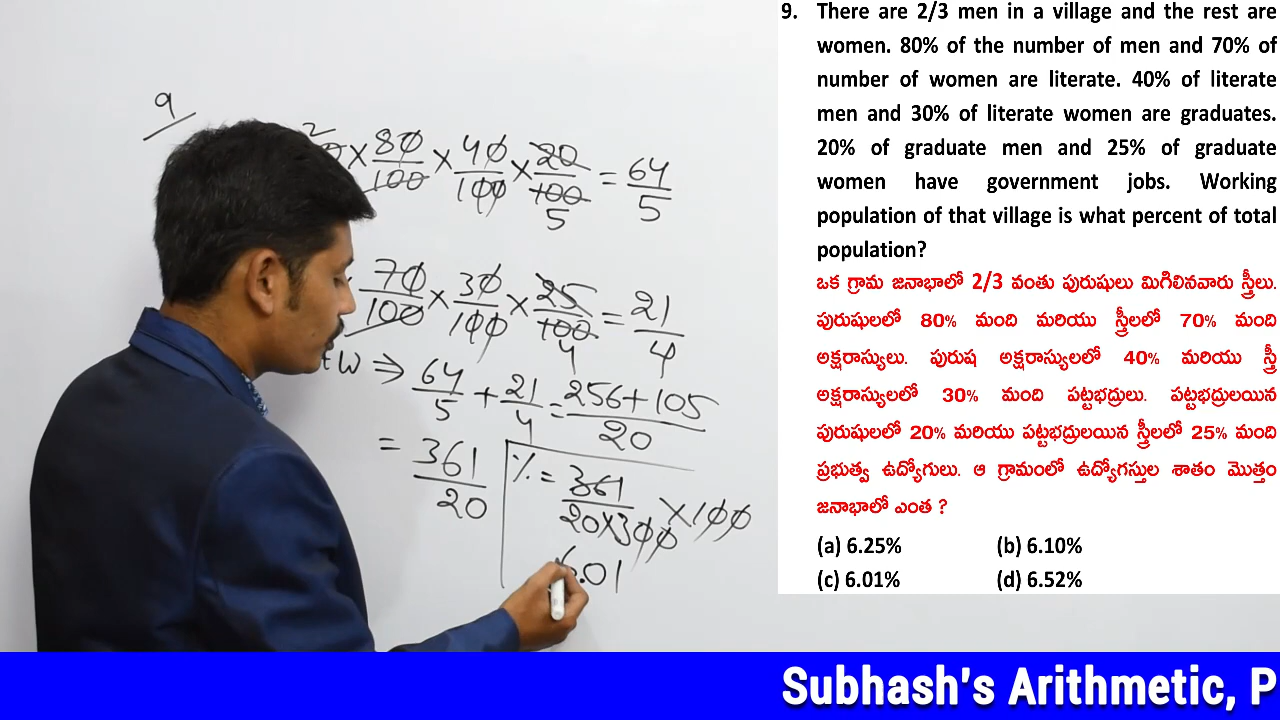 9
2
× 80/100 × 40/100 × 20/100 = 64/5
5
70/100 × 30/100 × 25/100 = 21/4
4
W ⇒ 64/5 + 21/4 = 256+105/20
= 361/20
% = 361/20×300 ×100
6.01
9. There are 2/3 men in a village and the rest are
women. 80% of the number of men and 70% of
number of women are literate. 40% of literate
men and 30% of literate women are graduates.
20% of graduate men and 25% of graduate
women have government jobs. Working
population of that village is what percent of total
population?
ఒక గ్రామ జనాభాలో 2/3 వంతు పురుషులు మిగిలినవారు స్త్రీలు.
పురుషులలో 80% మంది మరియు స్త్రీలలో 70% మంది
అక్షరాస్యులు. పురుష అక్షరాస్యులలో 40% మరియు స్త్రీ
అక్షరాస్యులలో 30% మంది పట్టభద్రులు. పట్టభద్రులయిన
పురుషులలో 20% మరియు పట్టభద్రులయిన స్త్రీలలో 25% మంది
ప్రభుత్వ ఉద్యోగులు. ఆ గ్రామంలో ఉద్యోగస్తుల శాతం మొత్తం
జనాభాలో ఎంత ?
(a) 6.25% (b) 6.10%
(c) 6.01% (d) 6.52%
Subhash's Arithmetic, P